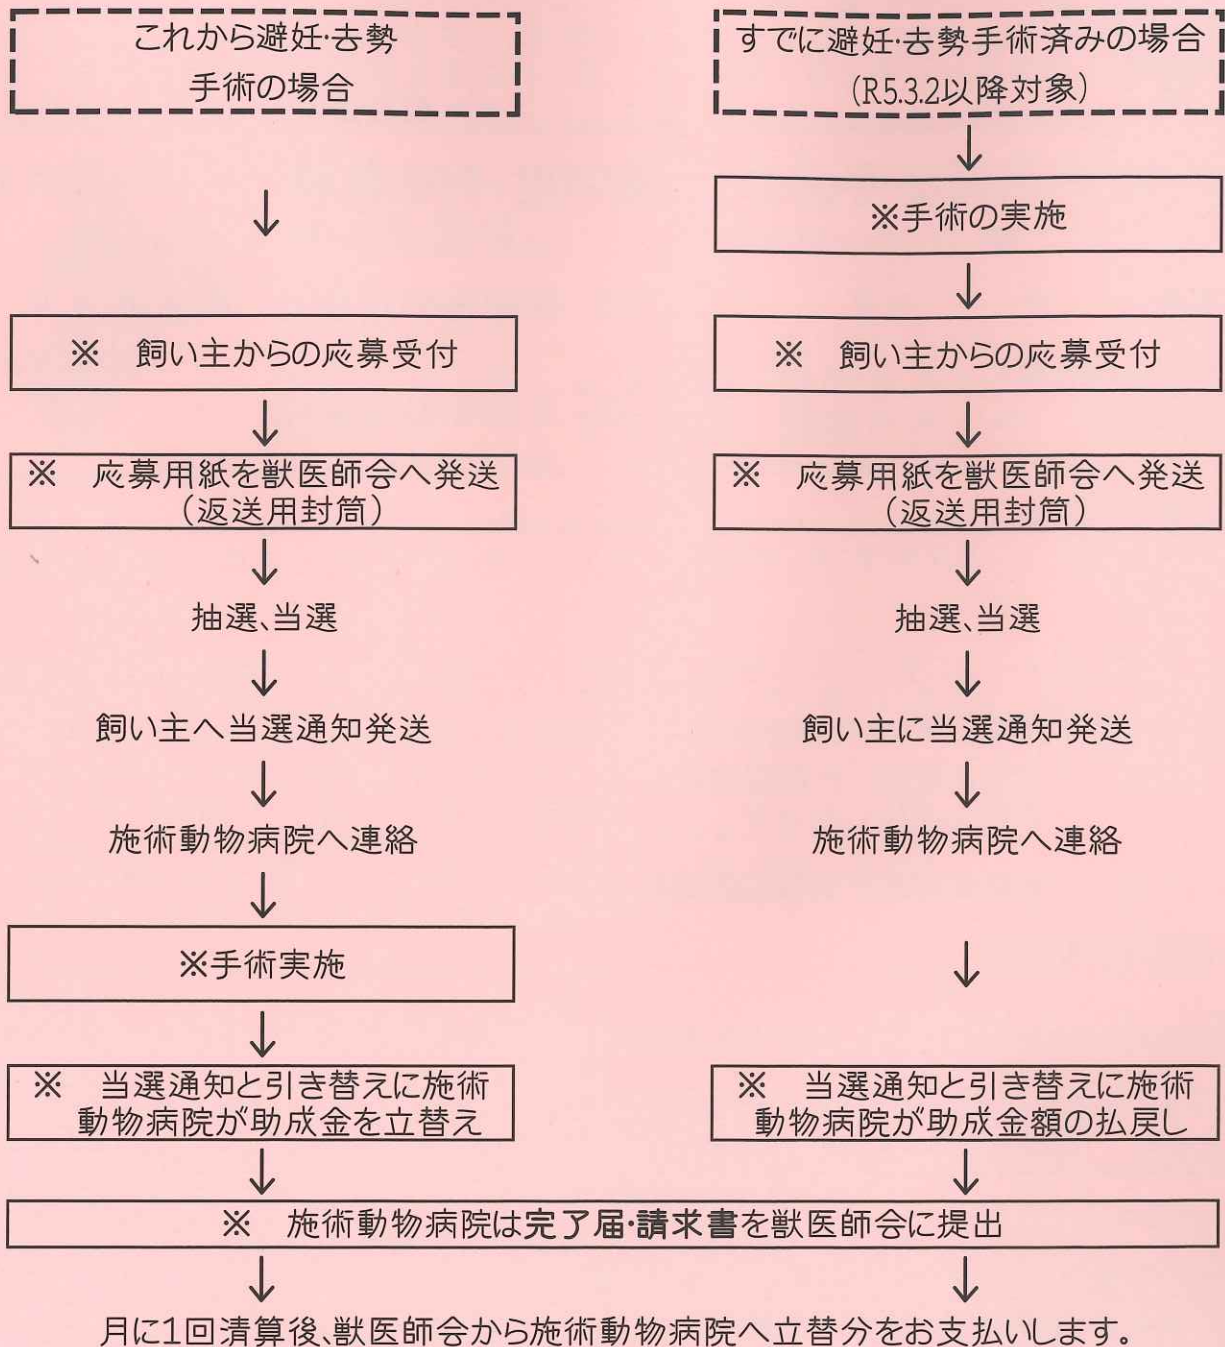 これから避妊・去勢
手術の場合
※ 飼い主からの応募受付
※ 応募用紙を獣医師会へ発送
(返送用封筒)
抽選、当選
飼い主へ当選通知発送
施術動物病院へ連絡
※手術実施
※ 当選通知と引き替えに施術
動物病院が助成金を立替え
すでに避妊・去勢手術済みの場合
(R5.3.2以降対象)
※手術の実施
※ 飼い主からの応募受付
※ 応募用紙を獣医師会へ発送
(返送用封筒)
抽選、当選
飼い主に当選通知発送
施術動物病院へ連絡
※ 当選通知と引き替えに施術
動物病院が助成金額の払戻し
※ 施術動物病院は完了届・請求書を獣医師会に提出
月に1回清算後、獣医師会から施術動物病院へ立替分をお支払いします。